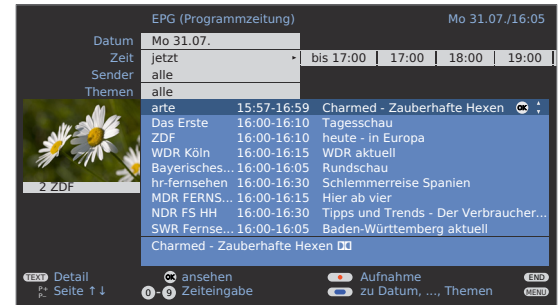 EPG (Programmzeitung) Mo 31.07./16:05
Datum Mo 31.07.
Zeit jetzt bis 17:00 17:00 18:00 19:00
Sender alle
Themen alle
arte 15:57-16:59 Charmed - Zauberhafte Hexen OK
Das Erste 16:00-16:10 Tagesschau
ZDF 16:00-16:10 heute - in Europa
WDR Köln 16:00-16:15 WDR aktuell
Bayerisches... 16:00-16:05 Rundschau
hr-fernsehen 16:00-16:30 Schlemmerreise Spanien
MDR FERNS... 16:00-16:15 Hier ab vier
NDR FS HH 16:00-16:30 Tipps und Trends - Der Verbraucher...
SWR Fernse... 16:00-16:05 Baden-Württemberg aktuell
2 ZDF
Charmed - Zauberhafte Hexen
TEXT Detail OK ansehen Aufnahme END
P+ P- Seite ↑↓ 0-9 Zeiteingabe zu Datum, ..., Themen MENU